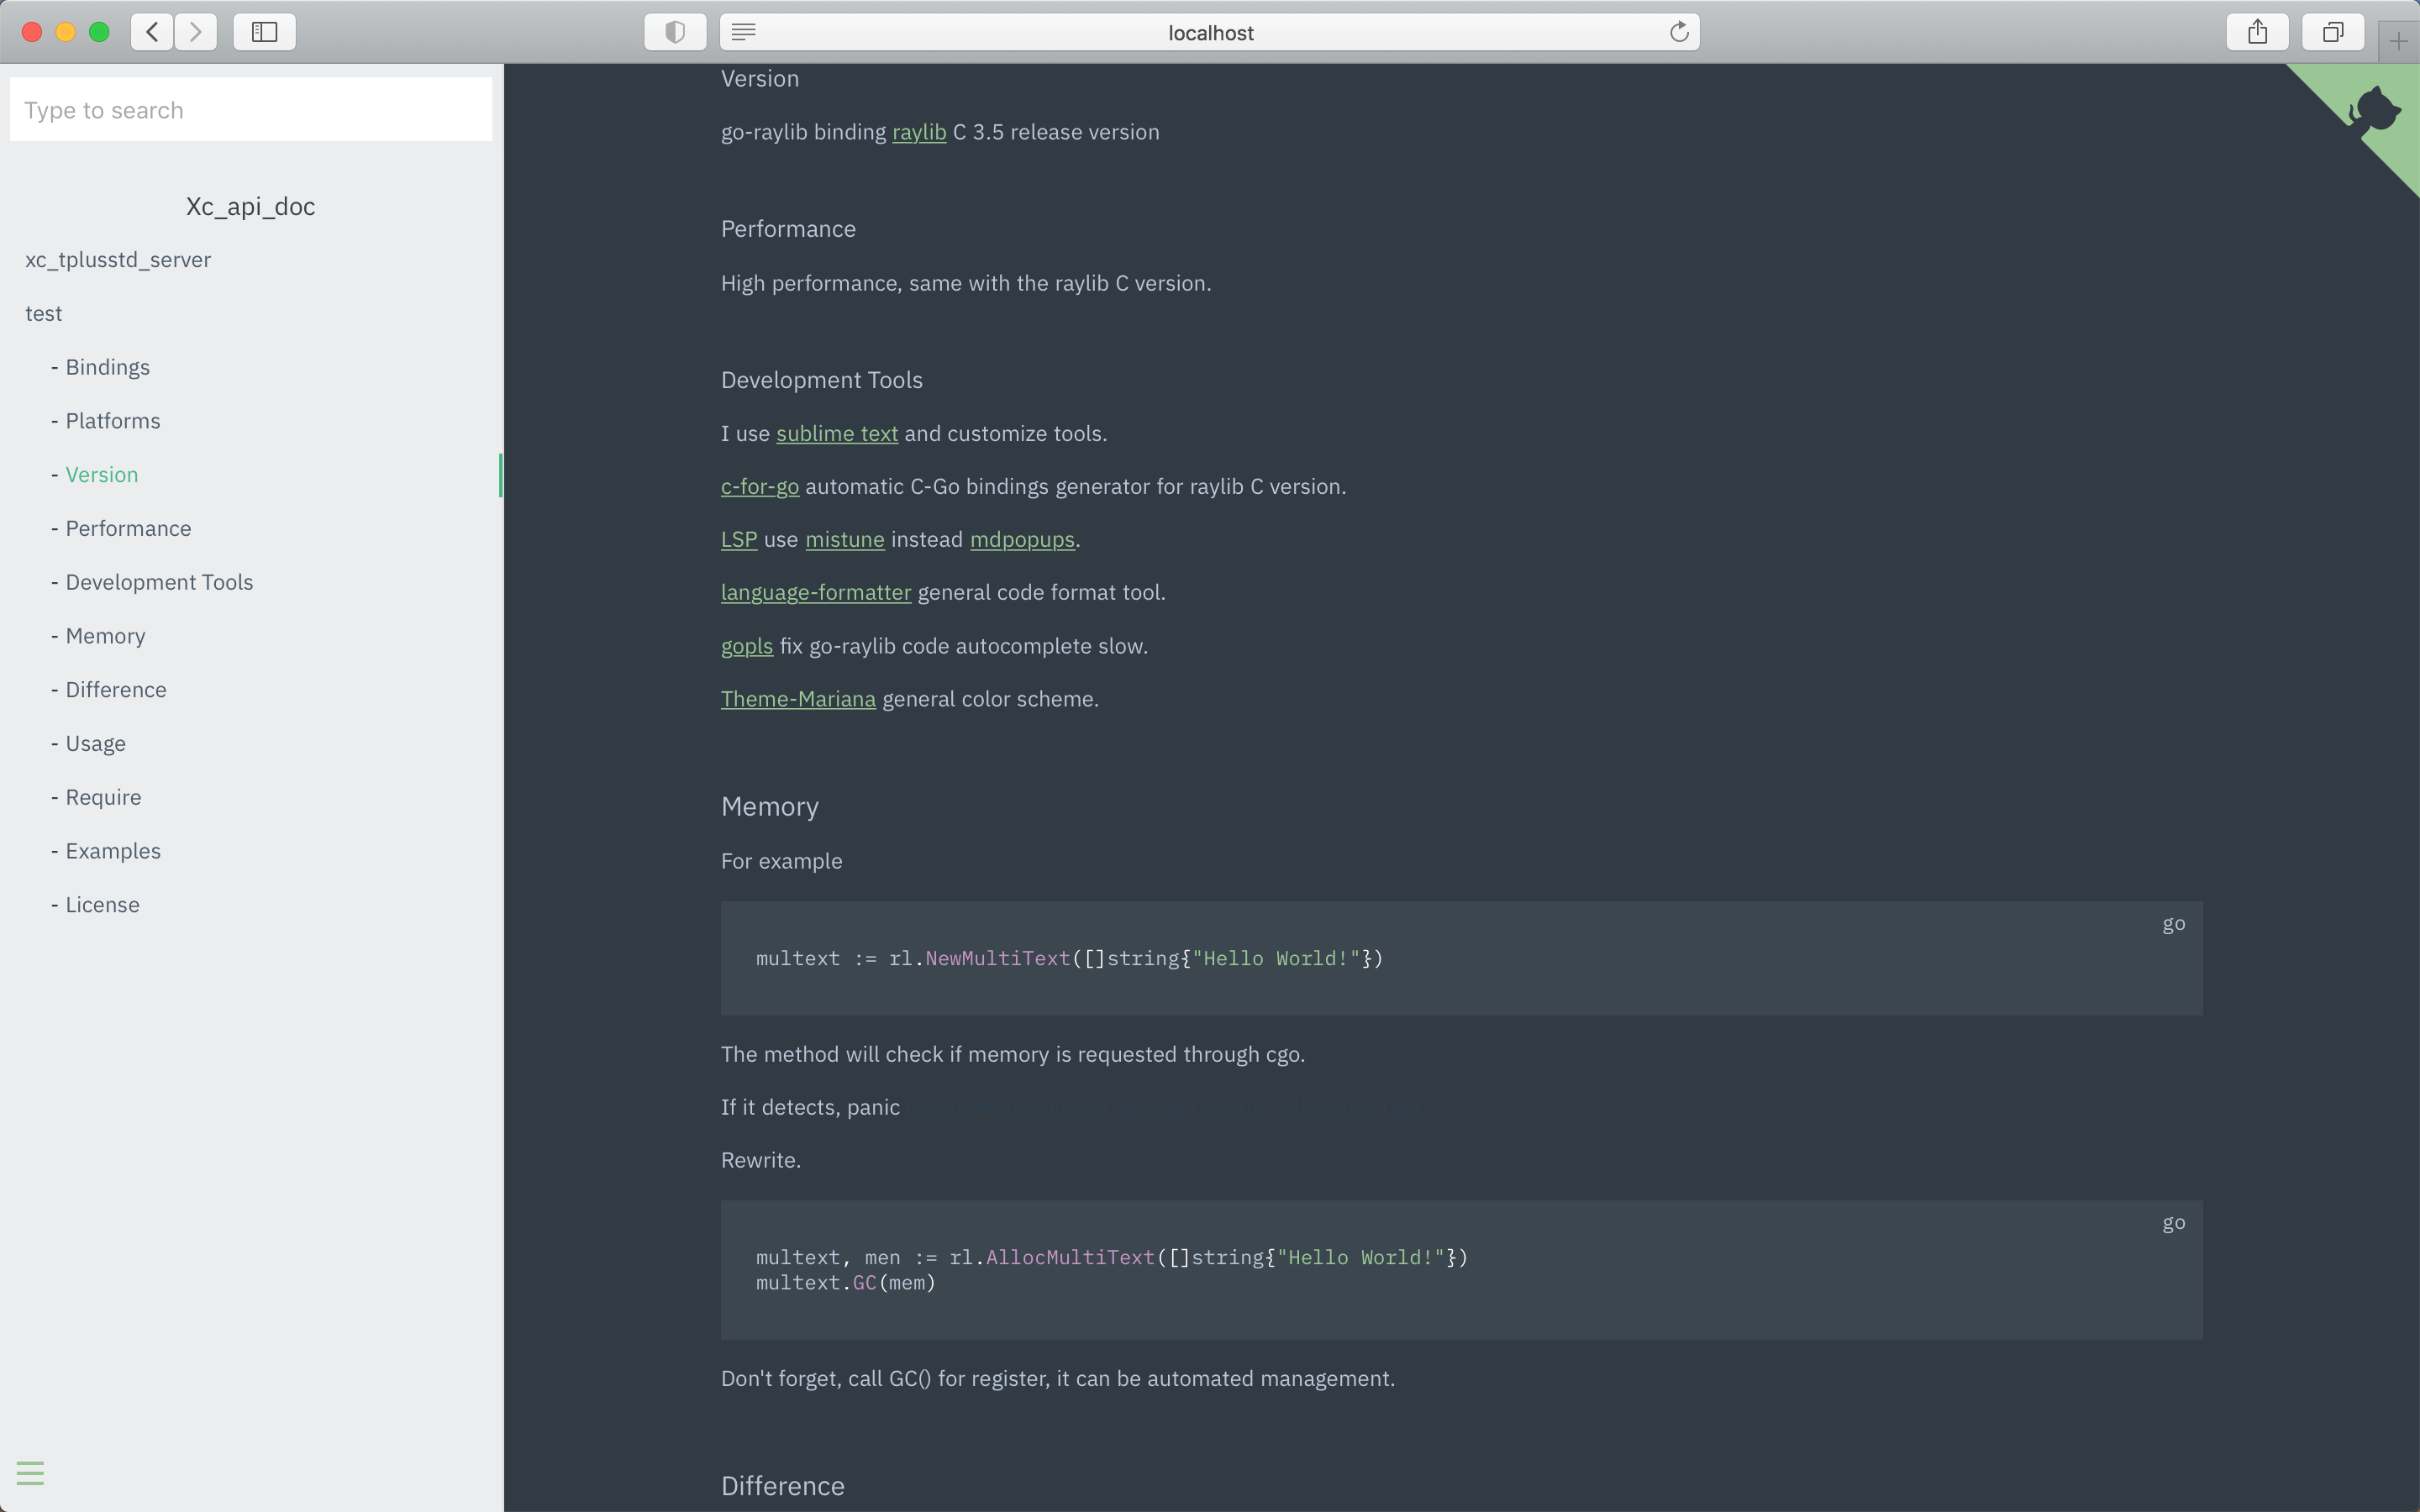 localhost
Type to search
Xc_api_doc
xc_tplusstd_server
test
- Bindings
- Platforms
- Version
- Performance
- Development Tools
- Memory
- Difference
- Usage
- Require
- Examples
- License
Version
go-raylib binding raylib C 3.5 release version
Performance
High performance, same with the raylib C version.
Development Tools
I use sublime text and customize tools.
c-for-go automatic C-Go bindings generator for raylib C version.
LSP use mistune instead mdpopups.
language-formatter general code format tool.
gopls fix go-raylib code autocomplete slow.
Theme-Mariana general color scheme.
Memory
For example
go
multext := rl.NewMultiText([]string{"Hello World!"})
The method will check if memory is requested through cgo.
If it detects, panic
Rewrite.
go
multext, men := rl.AllocMultiText([]string{"Hello World!"})
multext.GC(mem)
Don't forget, call GC() for register, it can be automated management.
Difference